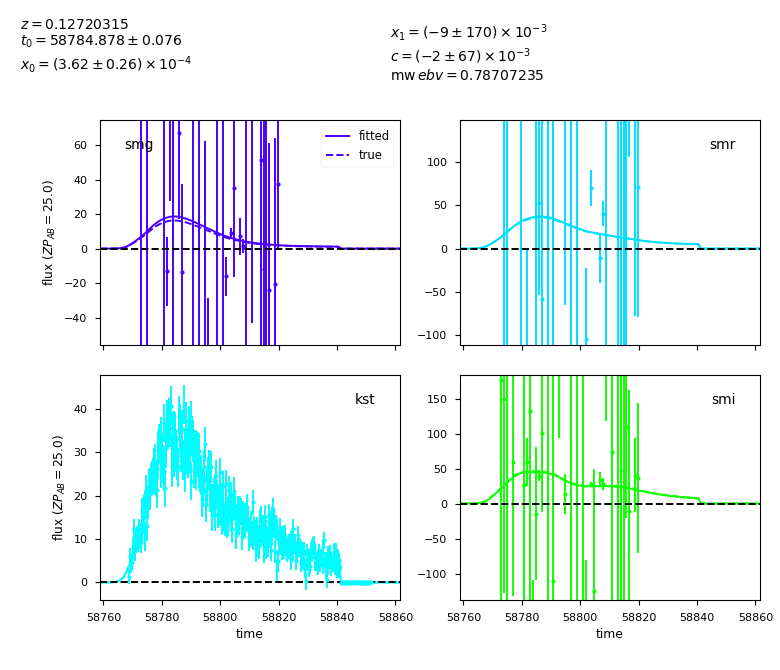 z = 0.12720315
t₀ = 58784.878 ± 0.076
x₀ = (3.62 ± 0.26) × 10⁻⁴
x₁ = (−9 ± 170) × 10⁻³
c = (−2 ± 67) × 10⁻³
mw ebv = 0.78707235
smg
fitted
true
60
40
20
0
−20
−40
flux (ZP_AB = 25.0)
smr
100
50
0
−50
−100
kst
40
30
20
10
0
flux (ZP_AB = 25.0)
58760 58780 58800 58820 58840 58860
time
smi
150
100
50
0
−50
−100
58760 58780 58800 58820 58840 58860
time